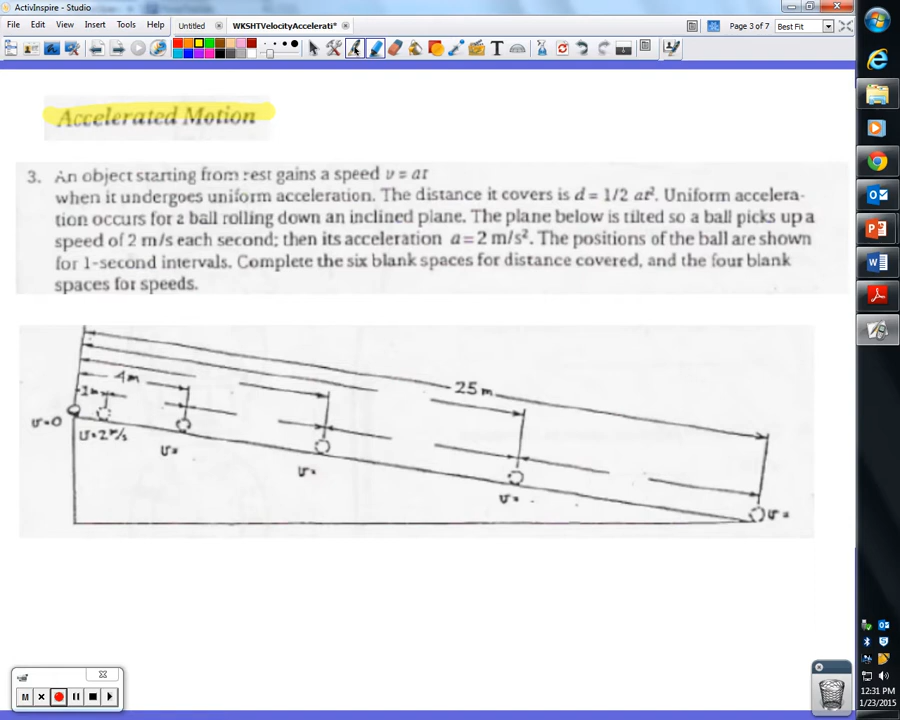 ActivInspire - Studio
File Edit View Insert Tools Help
Untitled
WKSHTVelocityAccelerati*
Page 3 of 7
Best Fit
Accelerated Motion
3. An object starting from rest gains a speed v = at
when it undergoes uniform acceleration. The distance it covers is d = 1/2 at². Uniform accelera-
tion occurs for a ball rolling down an inclined plane. The plane below is tilted so a ball picks up a
speed of 2 m/s each second; then its acceleration a = 2 m/s². The positions of the ball are shown
for 1-second intervals. Complete the six blank spaces for distance covered, and the four blank
spaces for speeds.
4m
25 m
1m
v=0
v=2 m/s
v=
v=
v=
v=
M
12:31 PM
1/23/2015